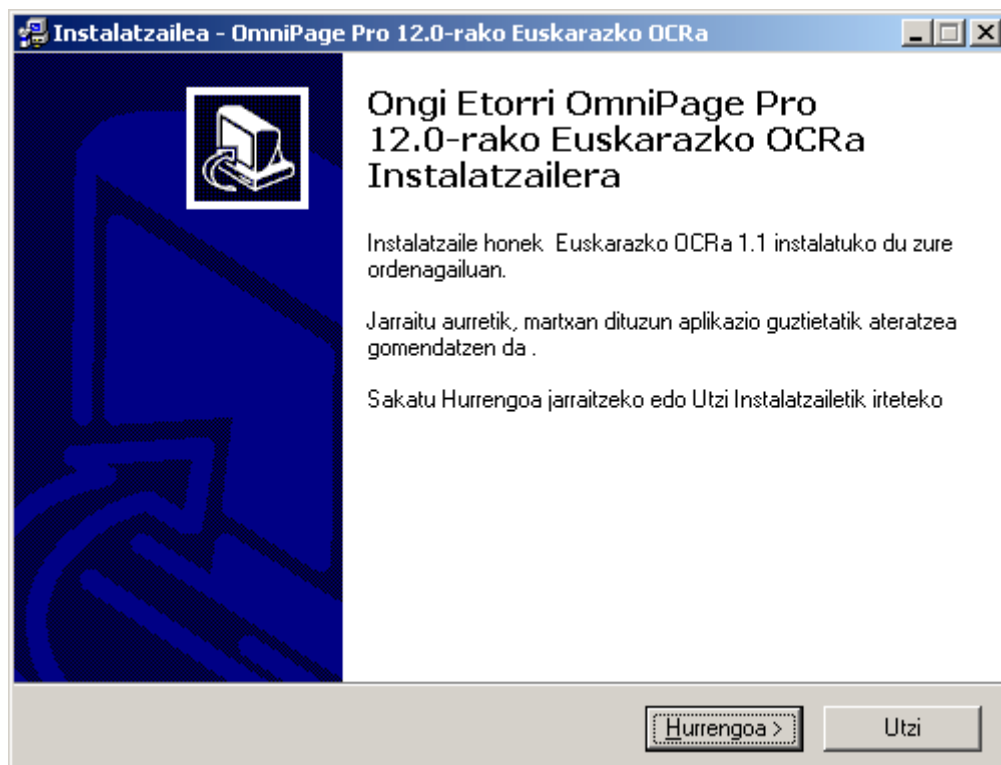 Instalatzailea - OmniPage Pro 12.0-rako Euskarazko OCRa
Ongi Etorri OmniPage Pro
12.0-rako Euskarazko OCRa
Instalatzailera
Instalatzaile honek  Euskarazko OCRa 1.1 instalatuko du zure
ordenagailuan.
Jarraitu aurretik, martxan dituzun aplikazio guztietatik ateratzea
gomendatzen da .
Sakatu Hurrengoa jarraitzeko edo Utzi Instalatzailetik irteteko
Hurrengoa >
Utzi